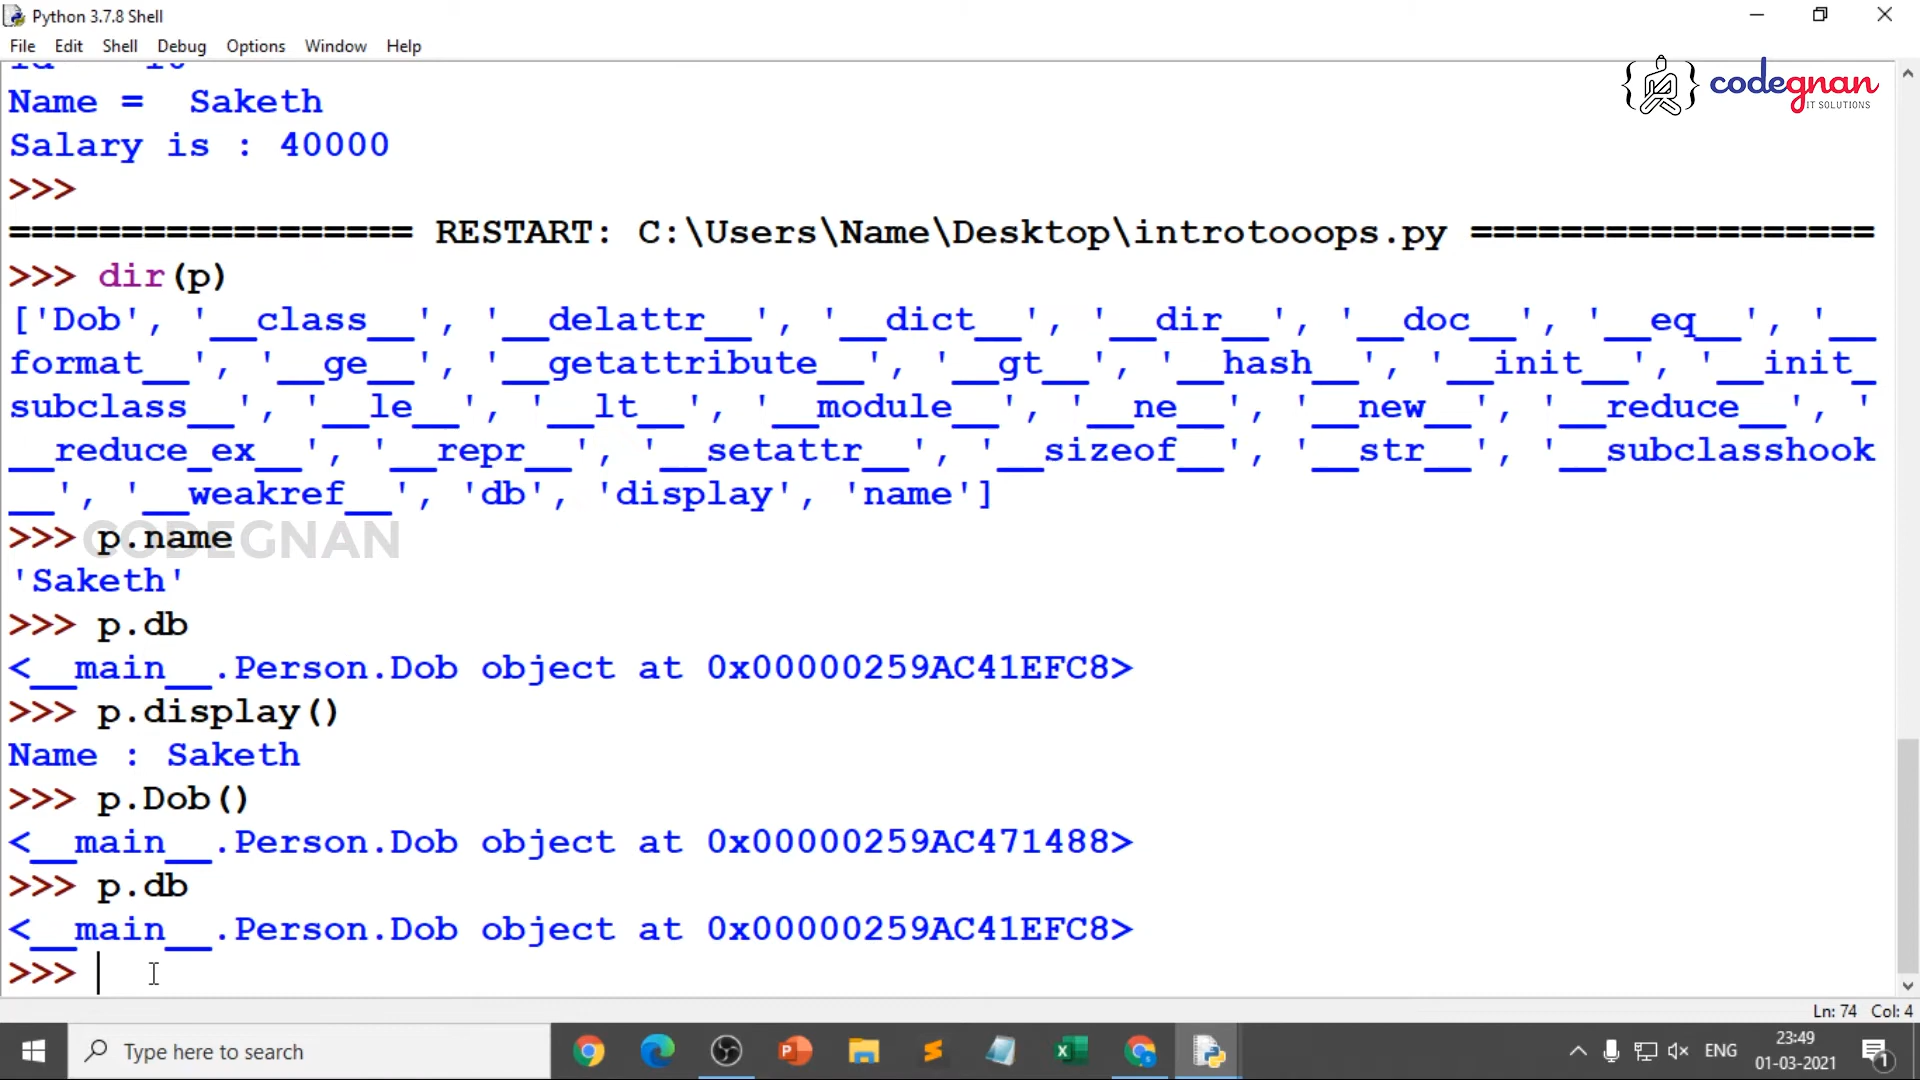 Python 3.7.8 Shell
File Edit Shell Debug Options Window Help
codegnan
IT SOLUTIONS
Name =  Saketh
Salary is : 40000
>>>
================== RESTART: C:\Users\Name\Desktop\introtooops.py ==================
>>> dir(p)
['Dob', '__class__', '__delattr__', '__dict__', '__dir__', '__doc__', '__eq__', '__
format__', '__ge__', '__getattribute__', '__gt__', '__hash__', '__init__', '__init_
subclass__', '__le__', '__lt__', '__module__', '__ne__', '__new__', '__reduce__', '
__reduce_ex__', '__repr__', '__setattr__', '__sizeof__', '__str__', '__subclasshook
__', '__weakref__', 'db', 'display', 'name']
>>> p.name
CODEGNAN
'Saketh'
>>> p.db
<__main__.Person.Dob object at 0x00000259AC41EFC8>
>>> p.display()
Name : Saketh
>>> p.Dob()
<__main__.Person.Dob object at 0x00000259AC471488>
>>> p.db
<__main__.Person.Dob object at 0x00000259AC41EFC8>
>>>
Ln: 74 Col: 4
Type here to search
ENG
23:49
01-03-2021
1